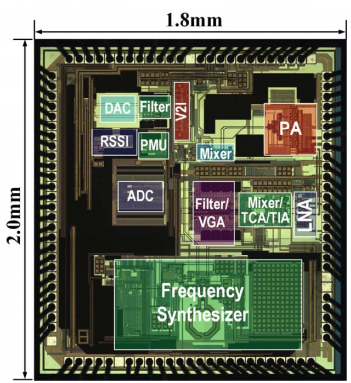 1.8mm
2.0mm
DAC
Filter
V2I
PA
RSSI
PMU
Mixer
ADC
Filter/
VGA
Mixer/
TCA/TIA
LNA
Frequency
Synthesizer